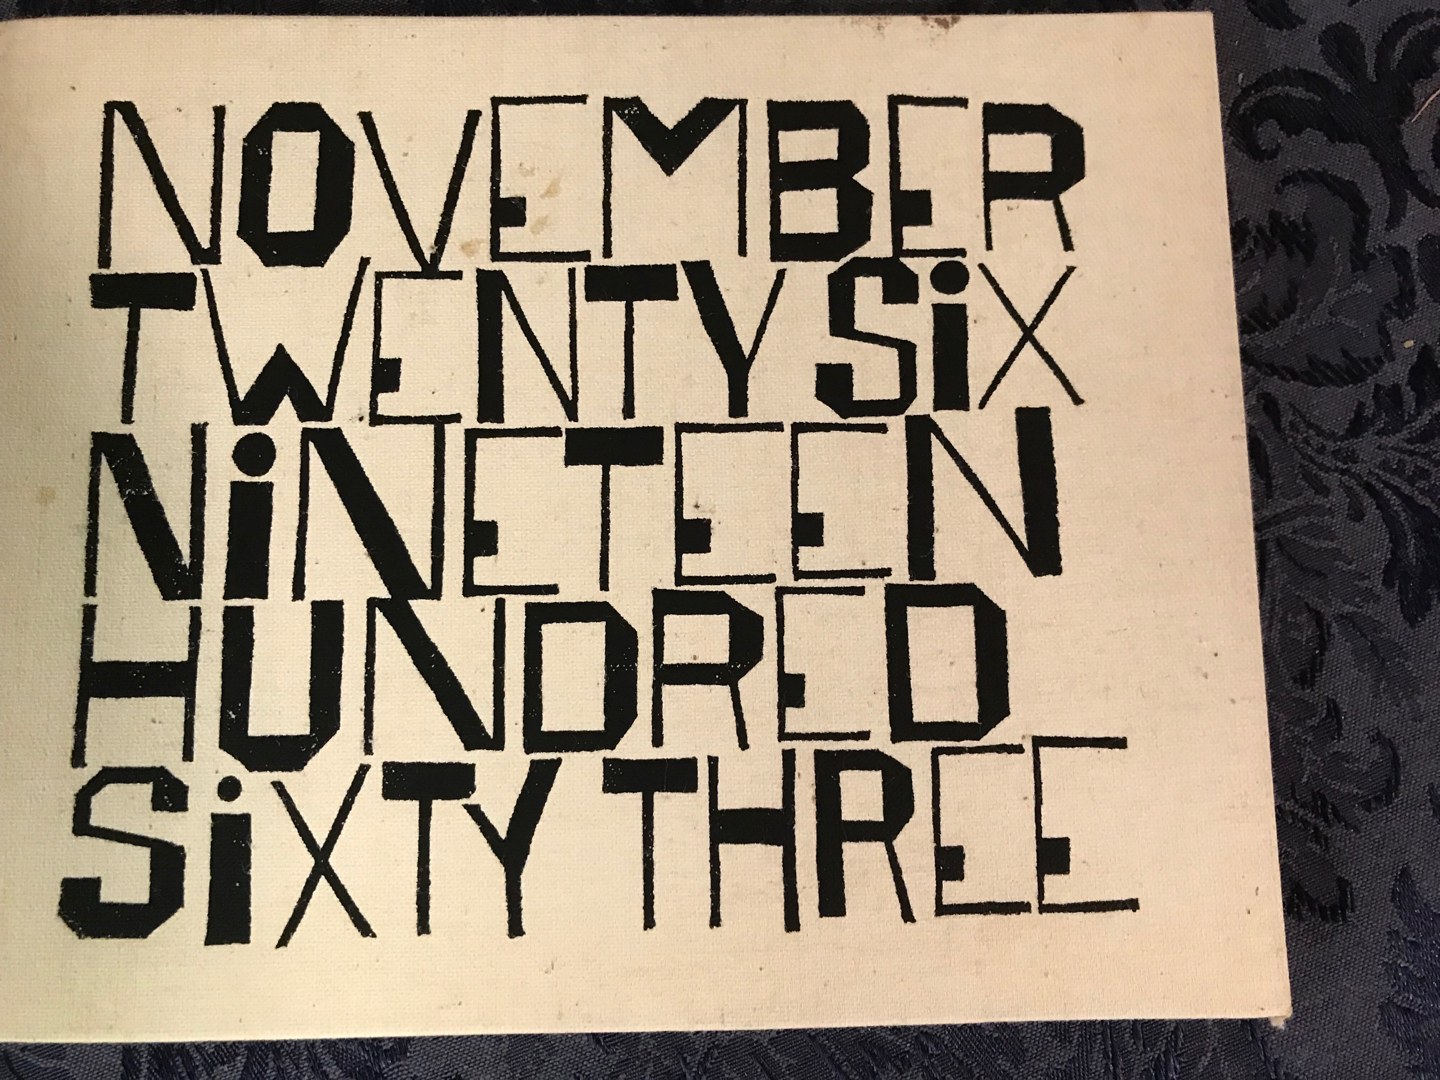 NOVEMBER
TWENTY SiX
NiNETEEN
HUNDRED
SiXTY THREE